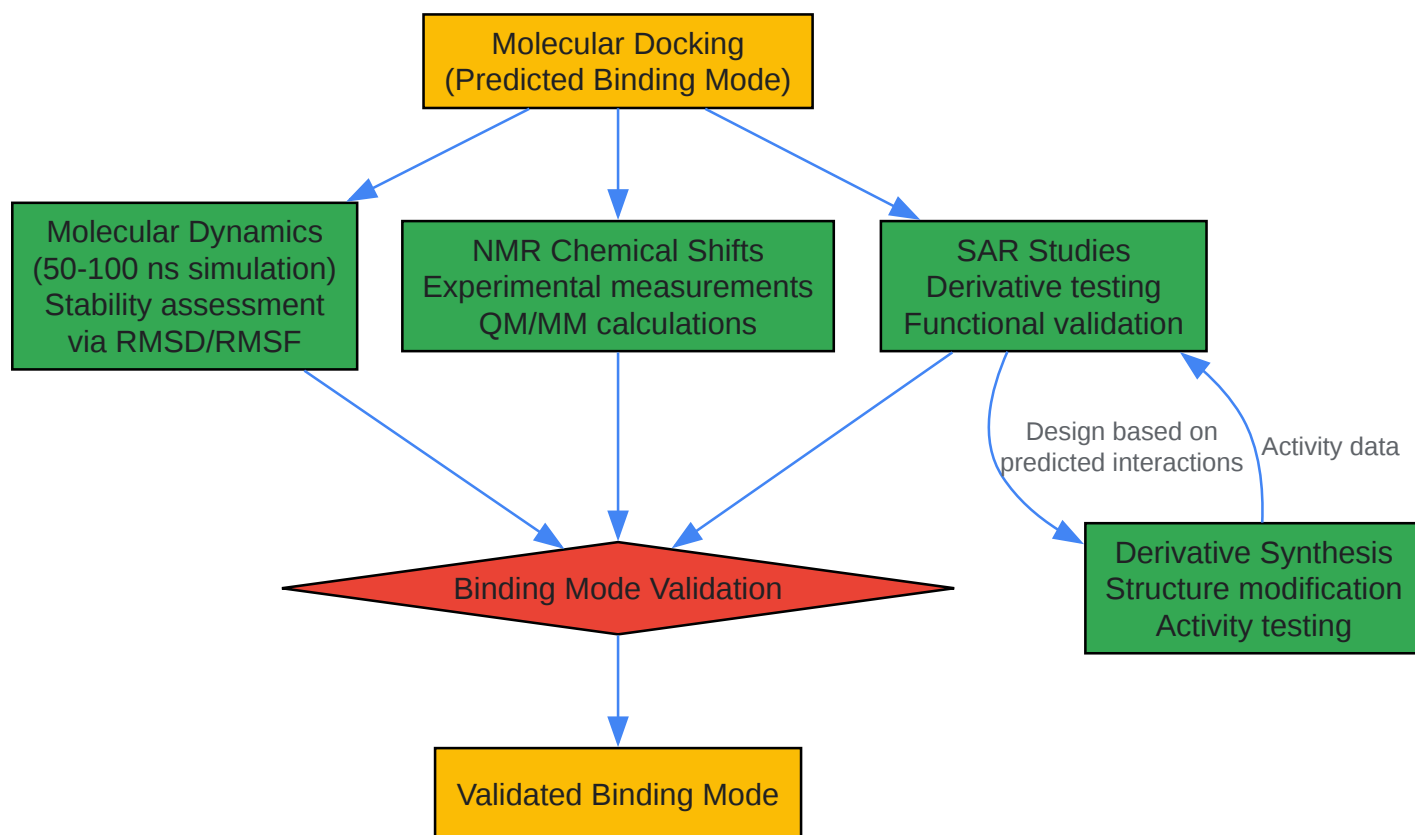 Molecular Docking
(Predicted Binding Mode)
Molecular Dynamics
(50-100 ns simulation)
Stability assessment
via RMSD/RMSF
NMR Chemical Shifts
Experimental measurements
QM/MM calculations
SAR Studies
Derivative testing
Functional validation
Design based on
predicted interactions
Activity data
Derivative Synthesis
Structure modification
Activity testing
Binding Mode Validation
Validated Binding Mode